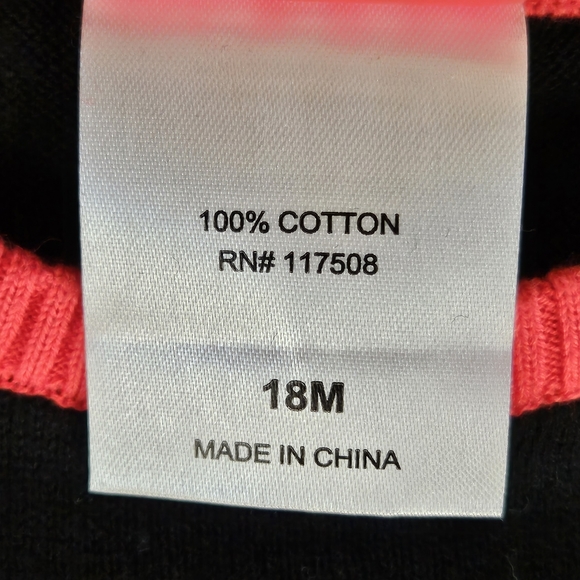 100% COTTON
RN# 117508
18M
MADE IN CHINA